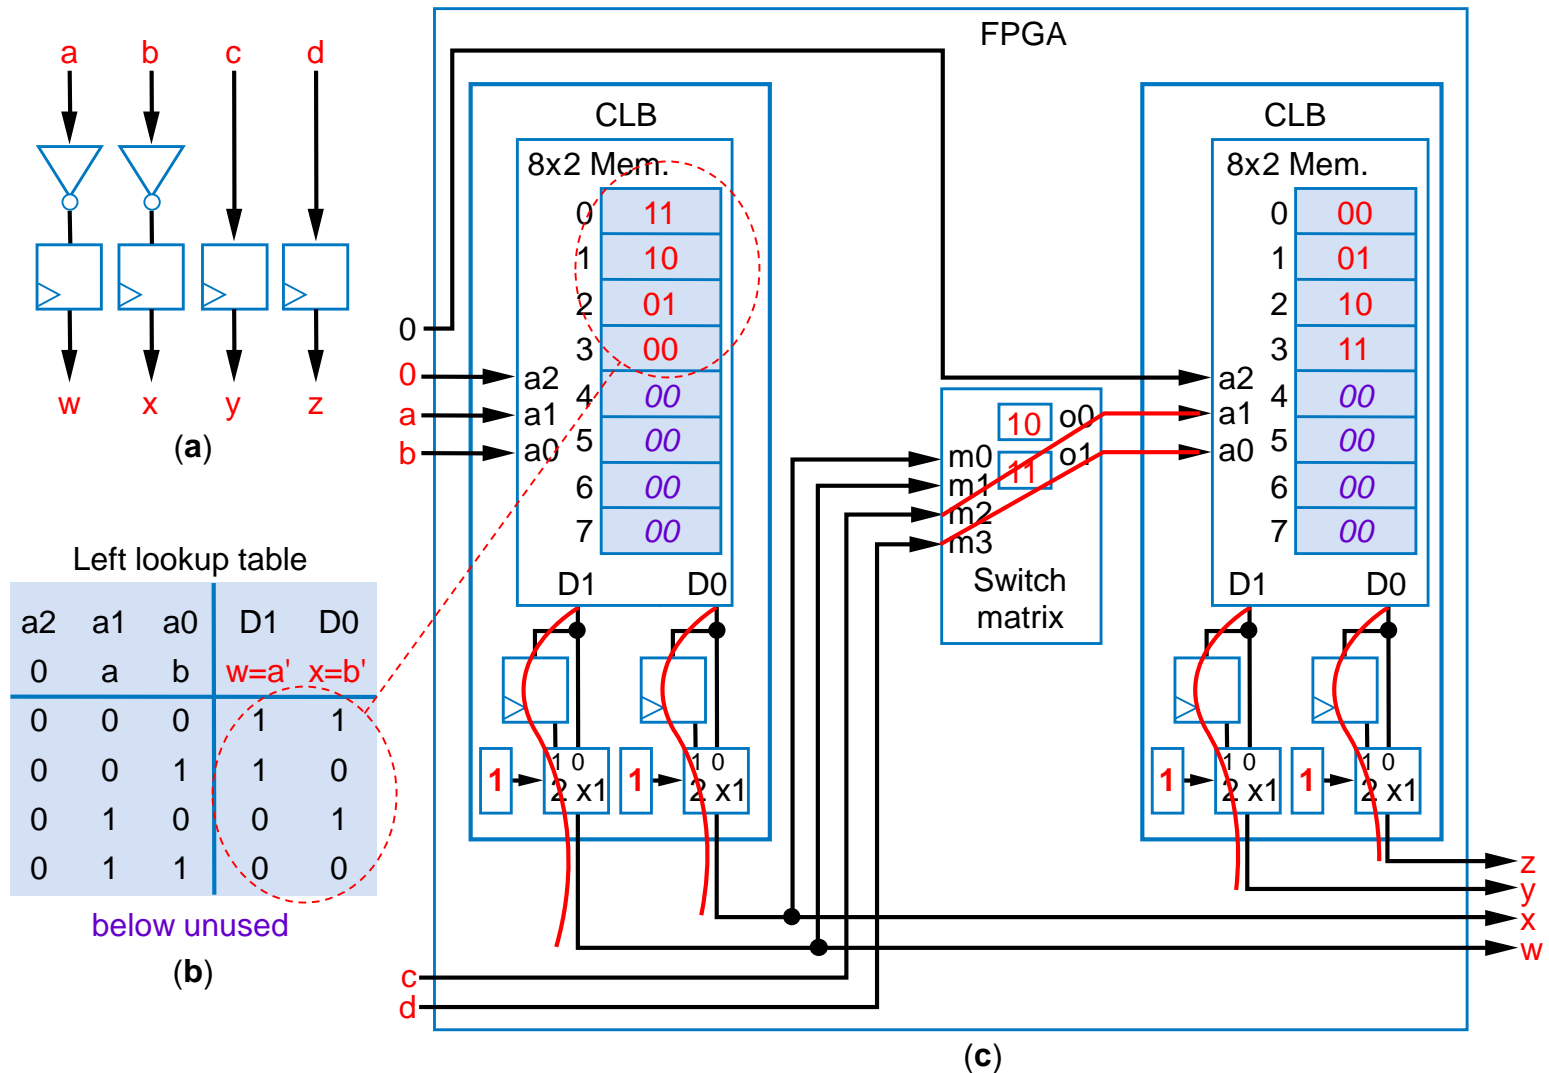 a b c d
w x y z
(a)
Left lookup table
a2 a1 a0 D1 D0
0 a b w=a' x=b'
0 0 0 1 1
0 0 1 1 0
0 1 0 0 1
0 1 1 0 0
below unused
(b)
FPGA
0
0
a
b
c
d
CLB
8x2 Mem.
0 11
1 10
2 01
3 00
4 00
5 00
6 00
7 00
a2
a1
a0
D1 D0
1 1 0 1 1 0
2 x1 2 x1
10 o0
11 o1
m0
m1
m2
m3
Switch
matrix
CLB
8x2 Mem.
0 00
1 01
2 10
3 11
4 00
5 00
6 00
7 00
a2
a1
a0
D1 D0
1 1 0 1 1 0
2 x1 2 x1
z
y
x
w
(c)